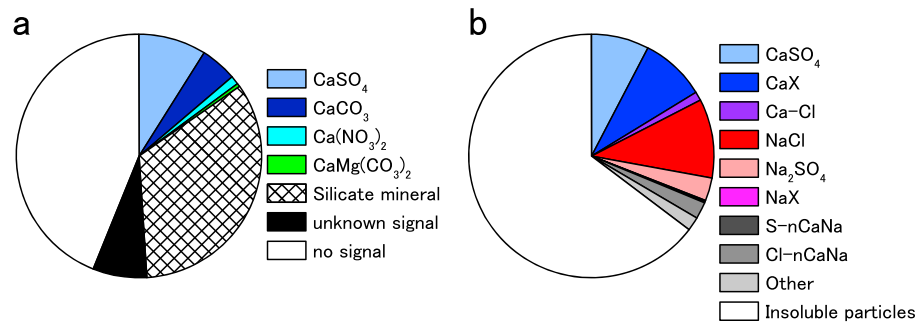 a
CaSO₄
CaCO₃
Ca(NO₃)₂
CaMg(CO₃)₂
Silicate mineral
unknown signal
no signal
b
CaSO₄
CaX
Ca-Cl
NaCl
Na₂SO₄
NaX
S-nCaNa
Cl-nCaNa
Other
Insoluble particles